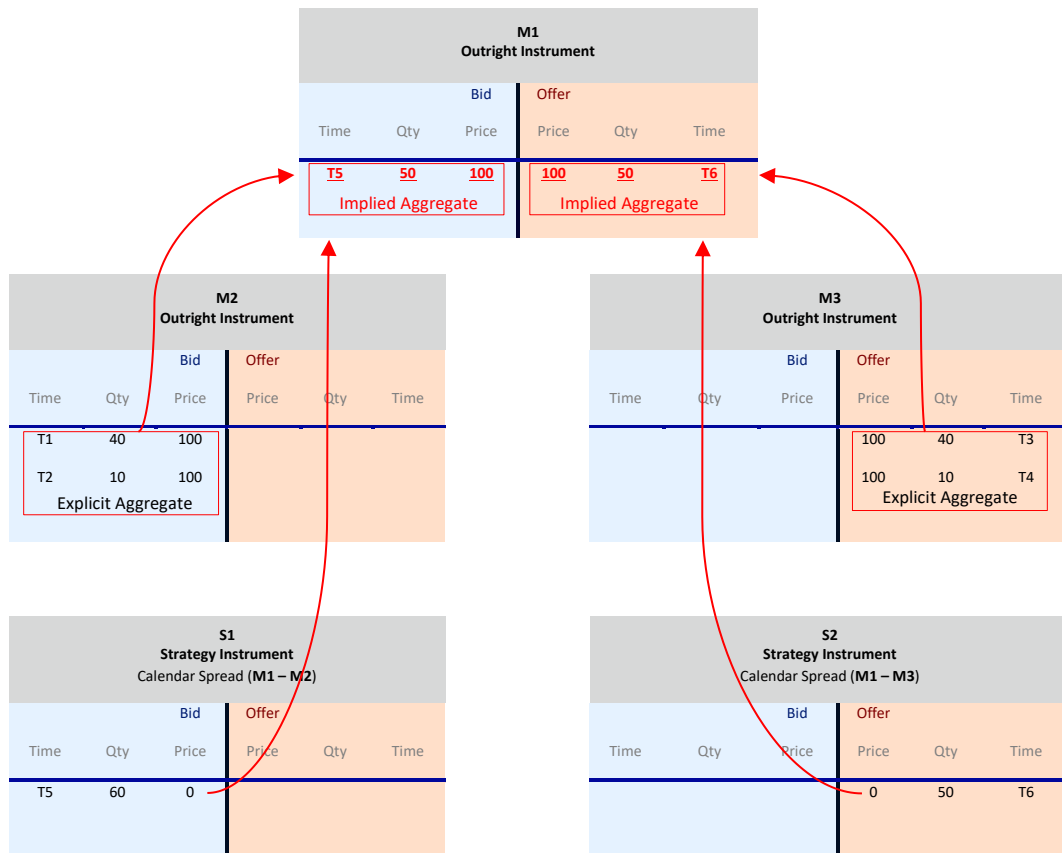 M1
Outright Instrument
Bid Offer
Time Qty Price Price Qty Time
T5 50 100 100 50 T6
Implied Aggregate Implied Aggregate
M2
Outright Instrument
Bid Offer
Time Qty Price Price Qty Time
T1 40 100
T2 10 100
Explicit Aggregate
M3
Outright Instrument
Bid Offer
Time Qty Price Price Qty Time
100 40 T3
100 10 T4
Explicit Aggregate
S1
Strategy Instrument
Calendar Spread (M1 – M2)
Bid Offer
Time Qty Price Price Qty Time
T5 60 0
S2
Strategy Instrument
Calendar Spread (M1 – M3)
Bid Offer
Time Qty Price Price Qty Time
0 50 T6